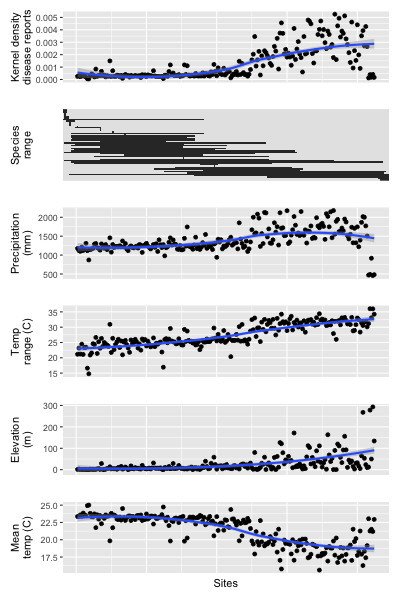 Kernel density
disease reports
0.005
0.004
0.003
0.002
0.001
0.000
Species
range
Precipitation
(mm)
2000
1500
1000
500
Temp
range (C)
35
30
25
20
15
Elevation
(m)
300
200
100
0
Mean
temp (C)
25.0
22.5
20.0
17.5
Sites